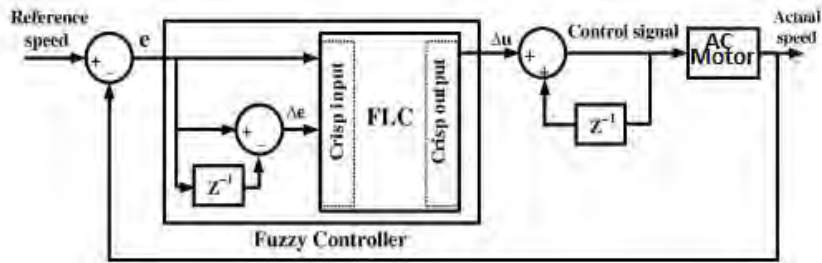 Reference
speed
e
+
−
Δe
+
−
Z⁻¹
Crisp input
FLC
Crisp output
Fuzzy Controller
Δu
+
+
Control signal
Z⁻¹
AC
Motor
Actual
speed